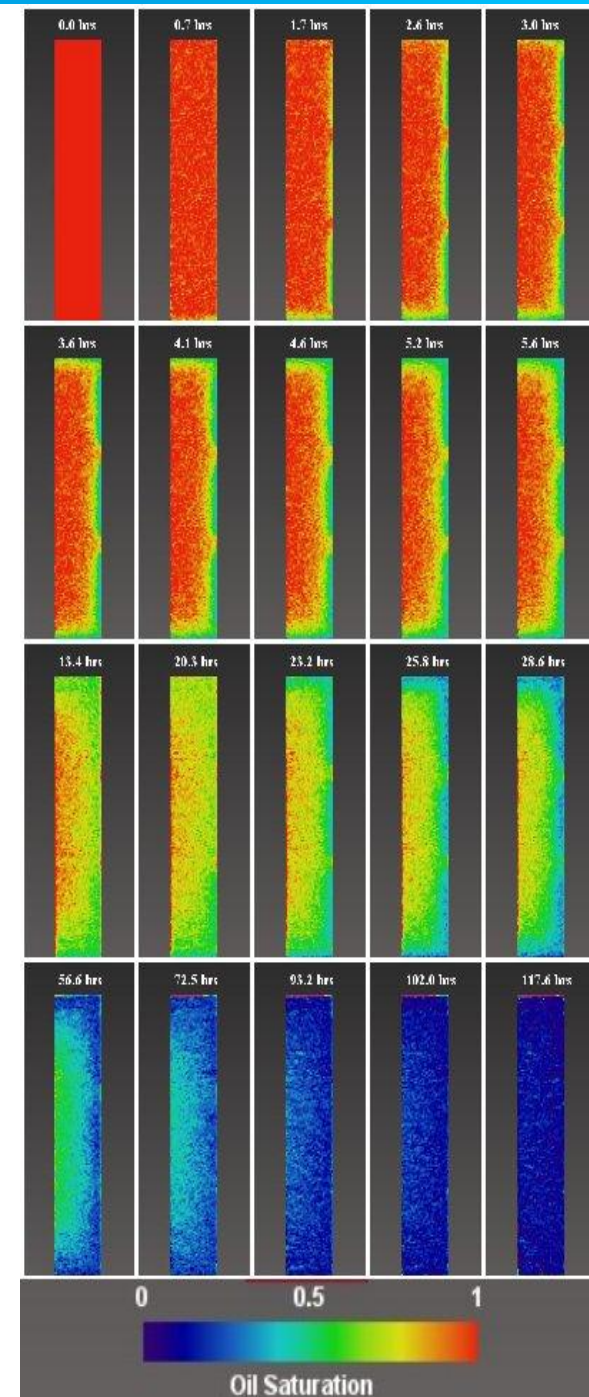 0.0 hrs 0.7 hrs 1.7 hrs 2.6 hrs 3.0 hrs
3.6 hrs 4.1 hrs 4.6 hrs 5.2 hrs 5.6 hrs
13.4 hrs 20.3 hrs 23.2 hrs 25.8 hrs 28.6 hrs
56.6 hrs 72.5 hrs 93.2 hrs 102.0 hrs 117.6 hrs
0 0.5 1
Oil Saturation